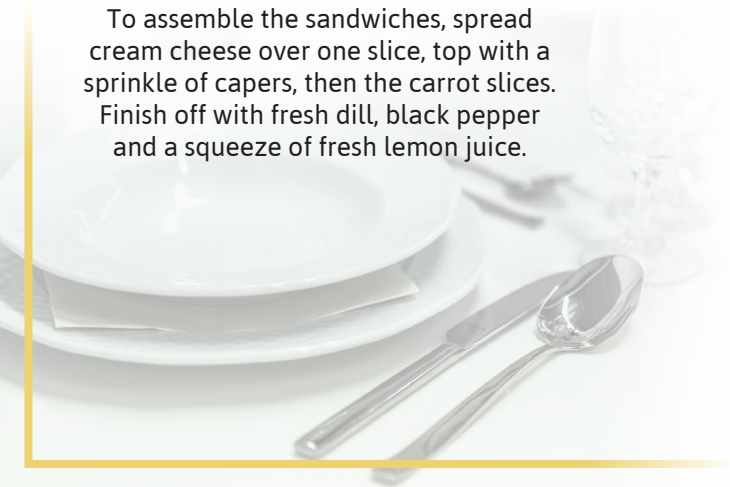 To assemble the sandwiches, spread
cream cheese over one slice, top with a
sprinkle of capers, then the carrot slices.
Finish off with fresh dill, black pepper
and a squeeze of fresh lemon juice.